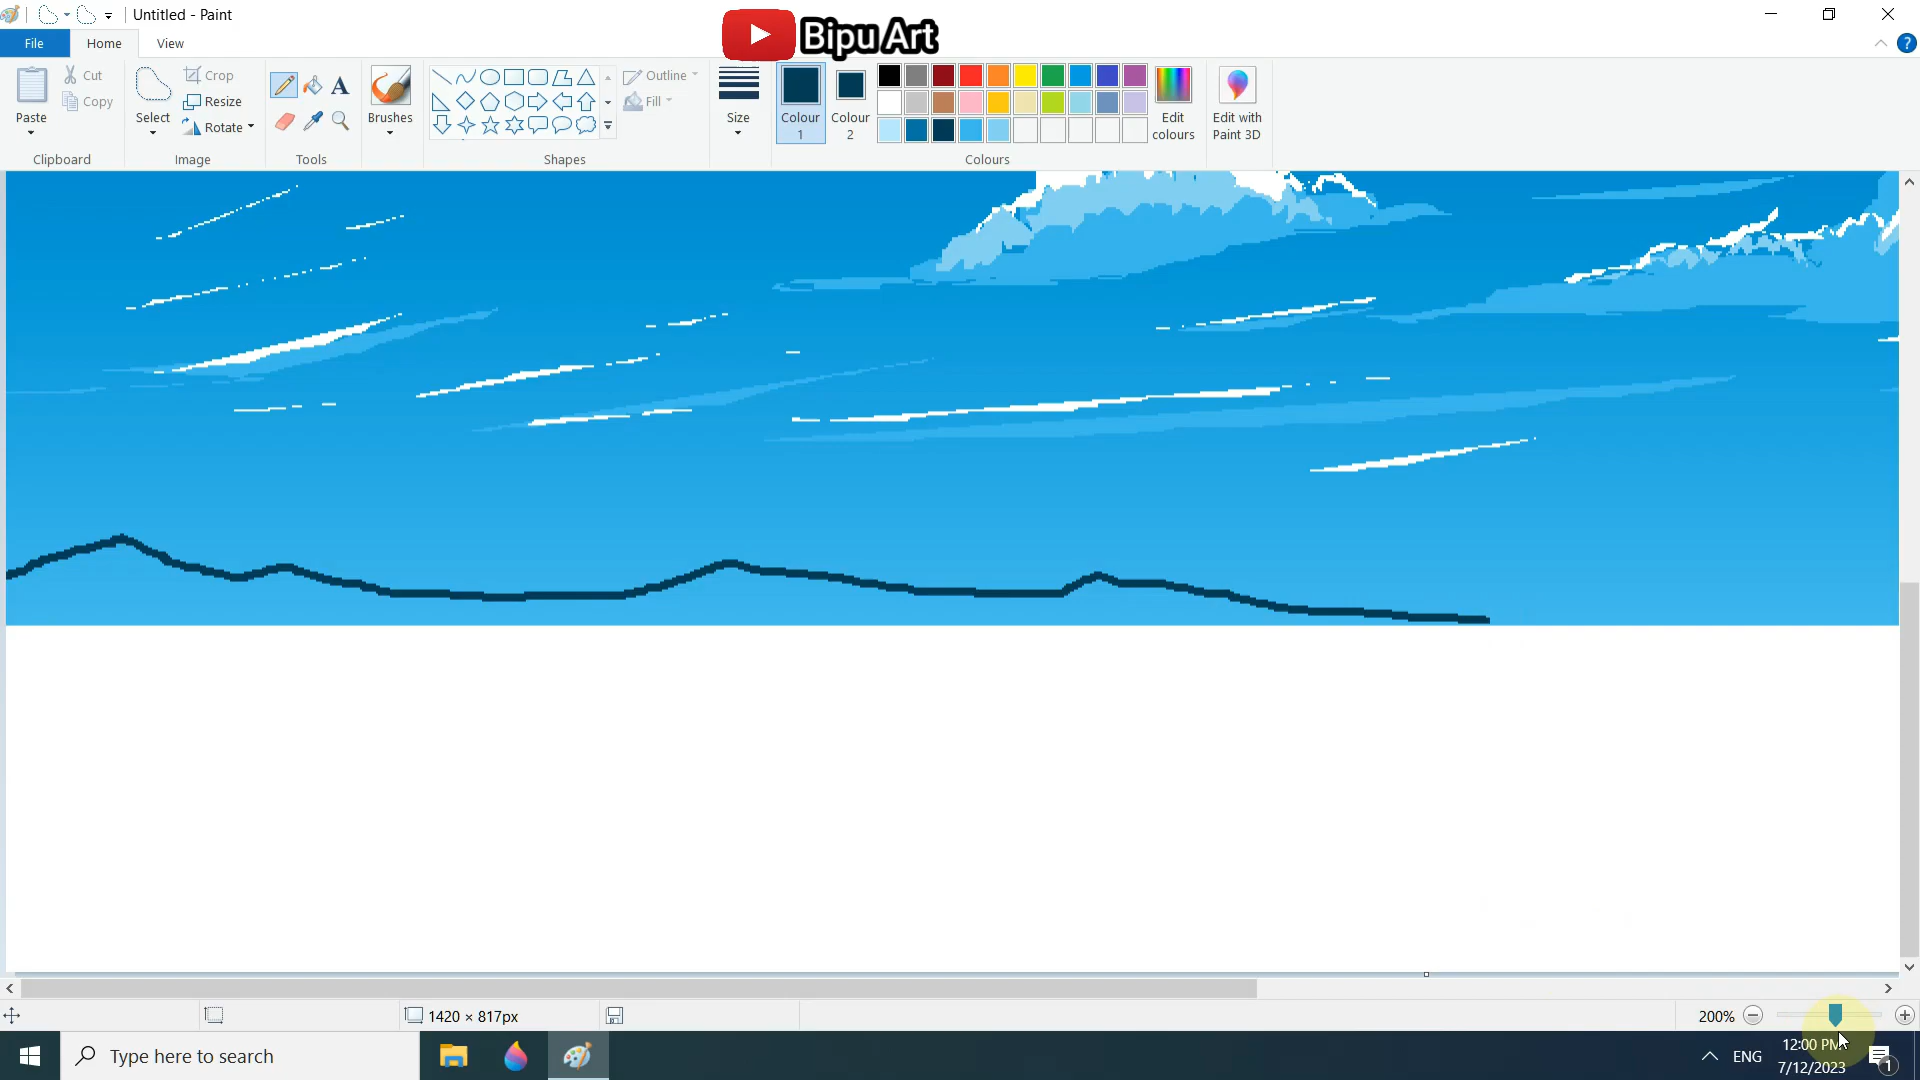 Untitled - Paint
Bipu Art
File
Home
View
Paste
Cut
Copy
Clipboard
Select
Crop
Resize
Rotate
Image
A
Tools
Brushes
Outline
Fill
Shapes
Size
Colour
1
Colour
2
Edit
colours
Colours
Edit with
Paint 3D
?
1420 × 817px
200%
Type here to search
ENG
12:00 PM
7/12/2023
1